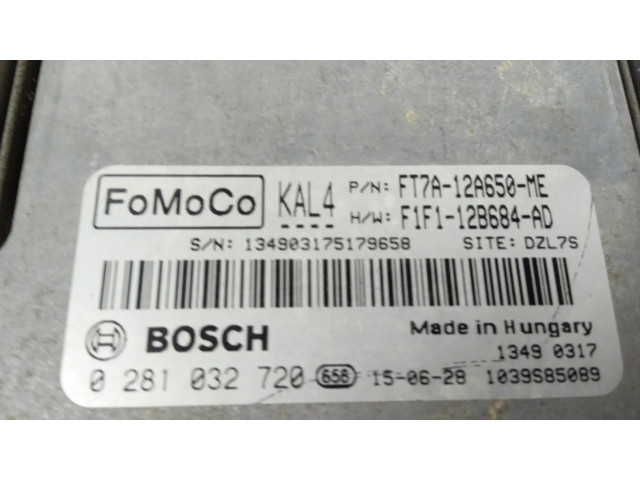 FoMoCo KAL4 P/N: FT7A-12A650-ME
H/W: F1F1-12B684-AD
S/N: 134903175179658 SITE: DZL7S
BOSCH Made in Hungary
1349 0317
0 281 032 720 658 15-06-28 1039S85089